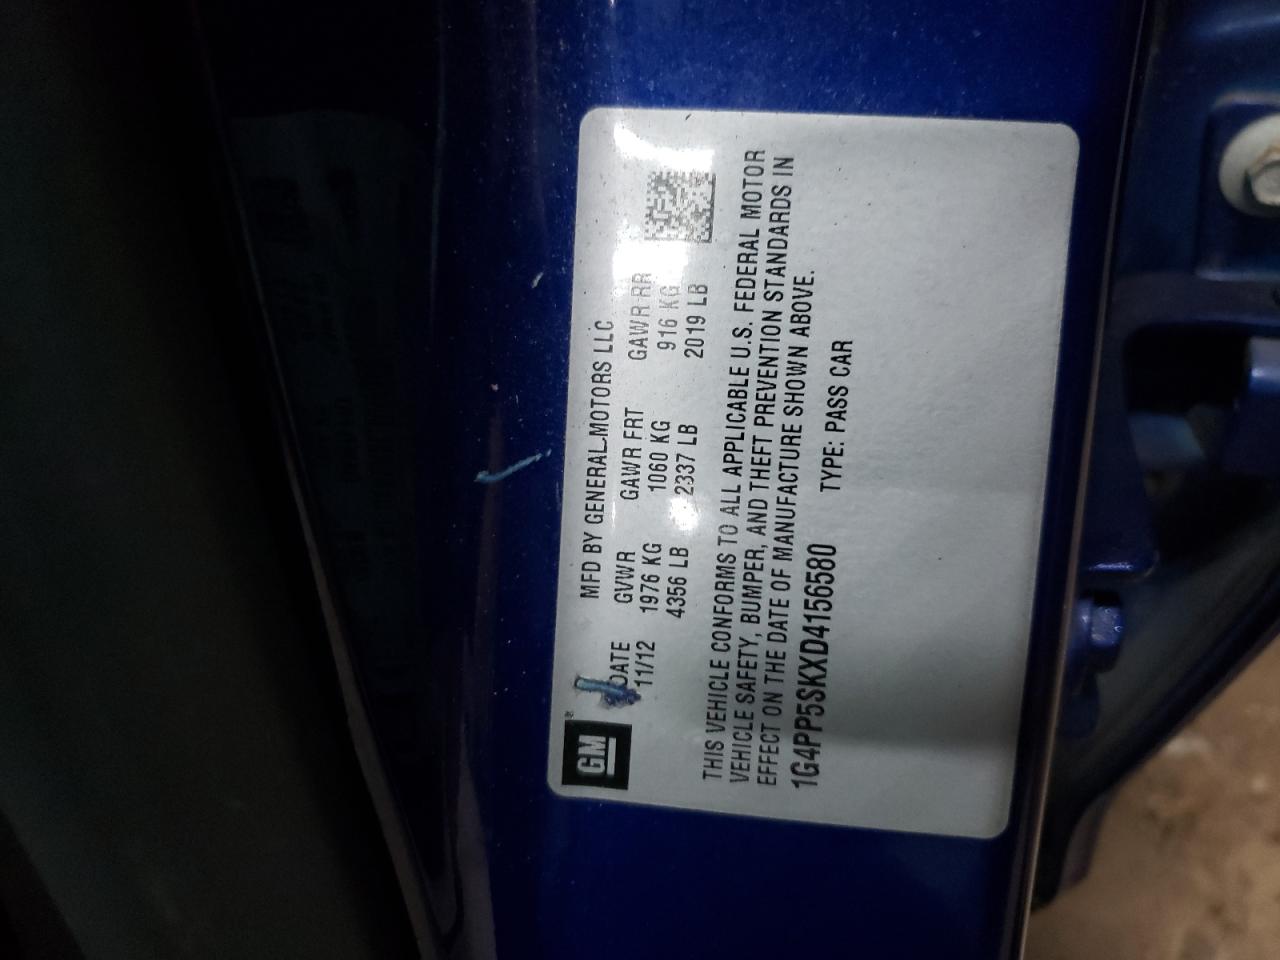 GM
MFD BY GENERAL MOTORS LLC
DATE GVWR GAWR FRT GAWR RR
11/12 1976 KG 1060 KG 916 KG
4356 LB 2337 LB 2019 LB
THIS VEHICLE CONFORMS TO ALL APPLICABLE U.S. FEDERAL MOTOR
VEHICLE SAFETY, BUMPER, AND THEFT PREVENTION STANDARDS IN
EFFECT ON THE DATE OF MANUFACTURE SHOWN ABOVE.
1G4PP5SKXD4156580 TYPE: PASS CAR